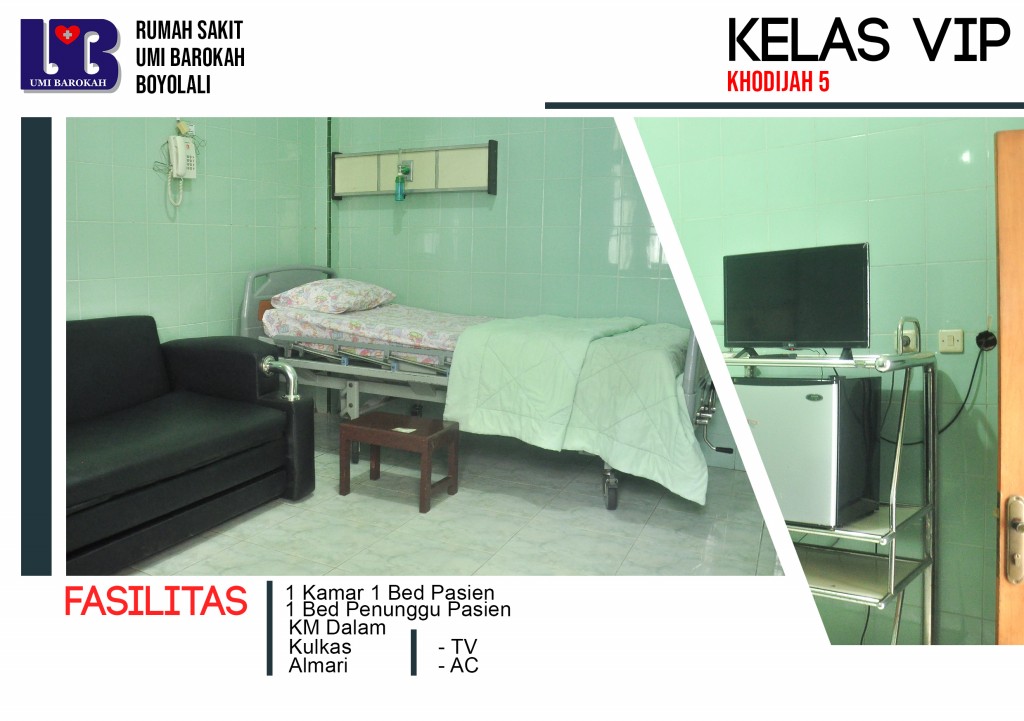 UMI BAROKAH
RUMAH SAKIT
UMI BAROKAH
BOYOLALI
KELAS VIP
KHODIJAH 5
FASILITAS
1 Kamar 1 Bed Pasien
1 Bed Penunggu Pasien
KM Dalam
Kulkas
Almari
- TV
- AC